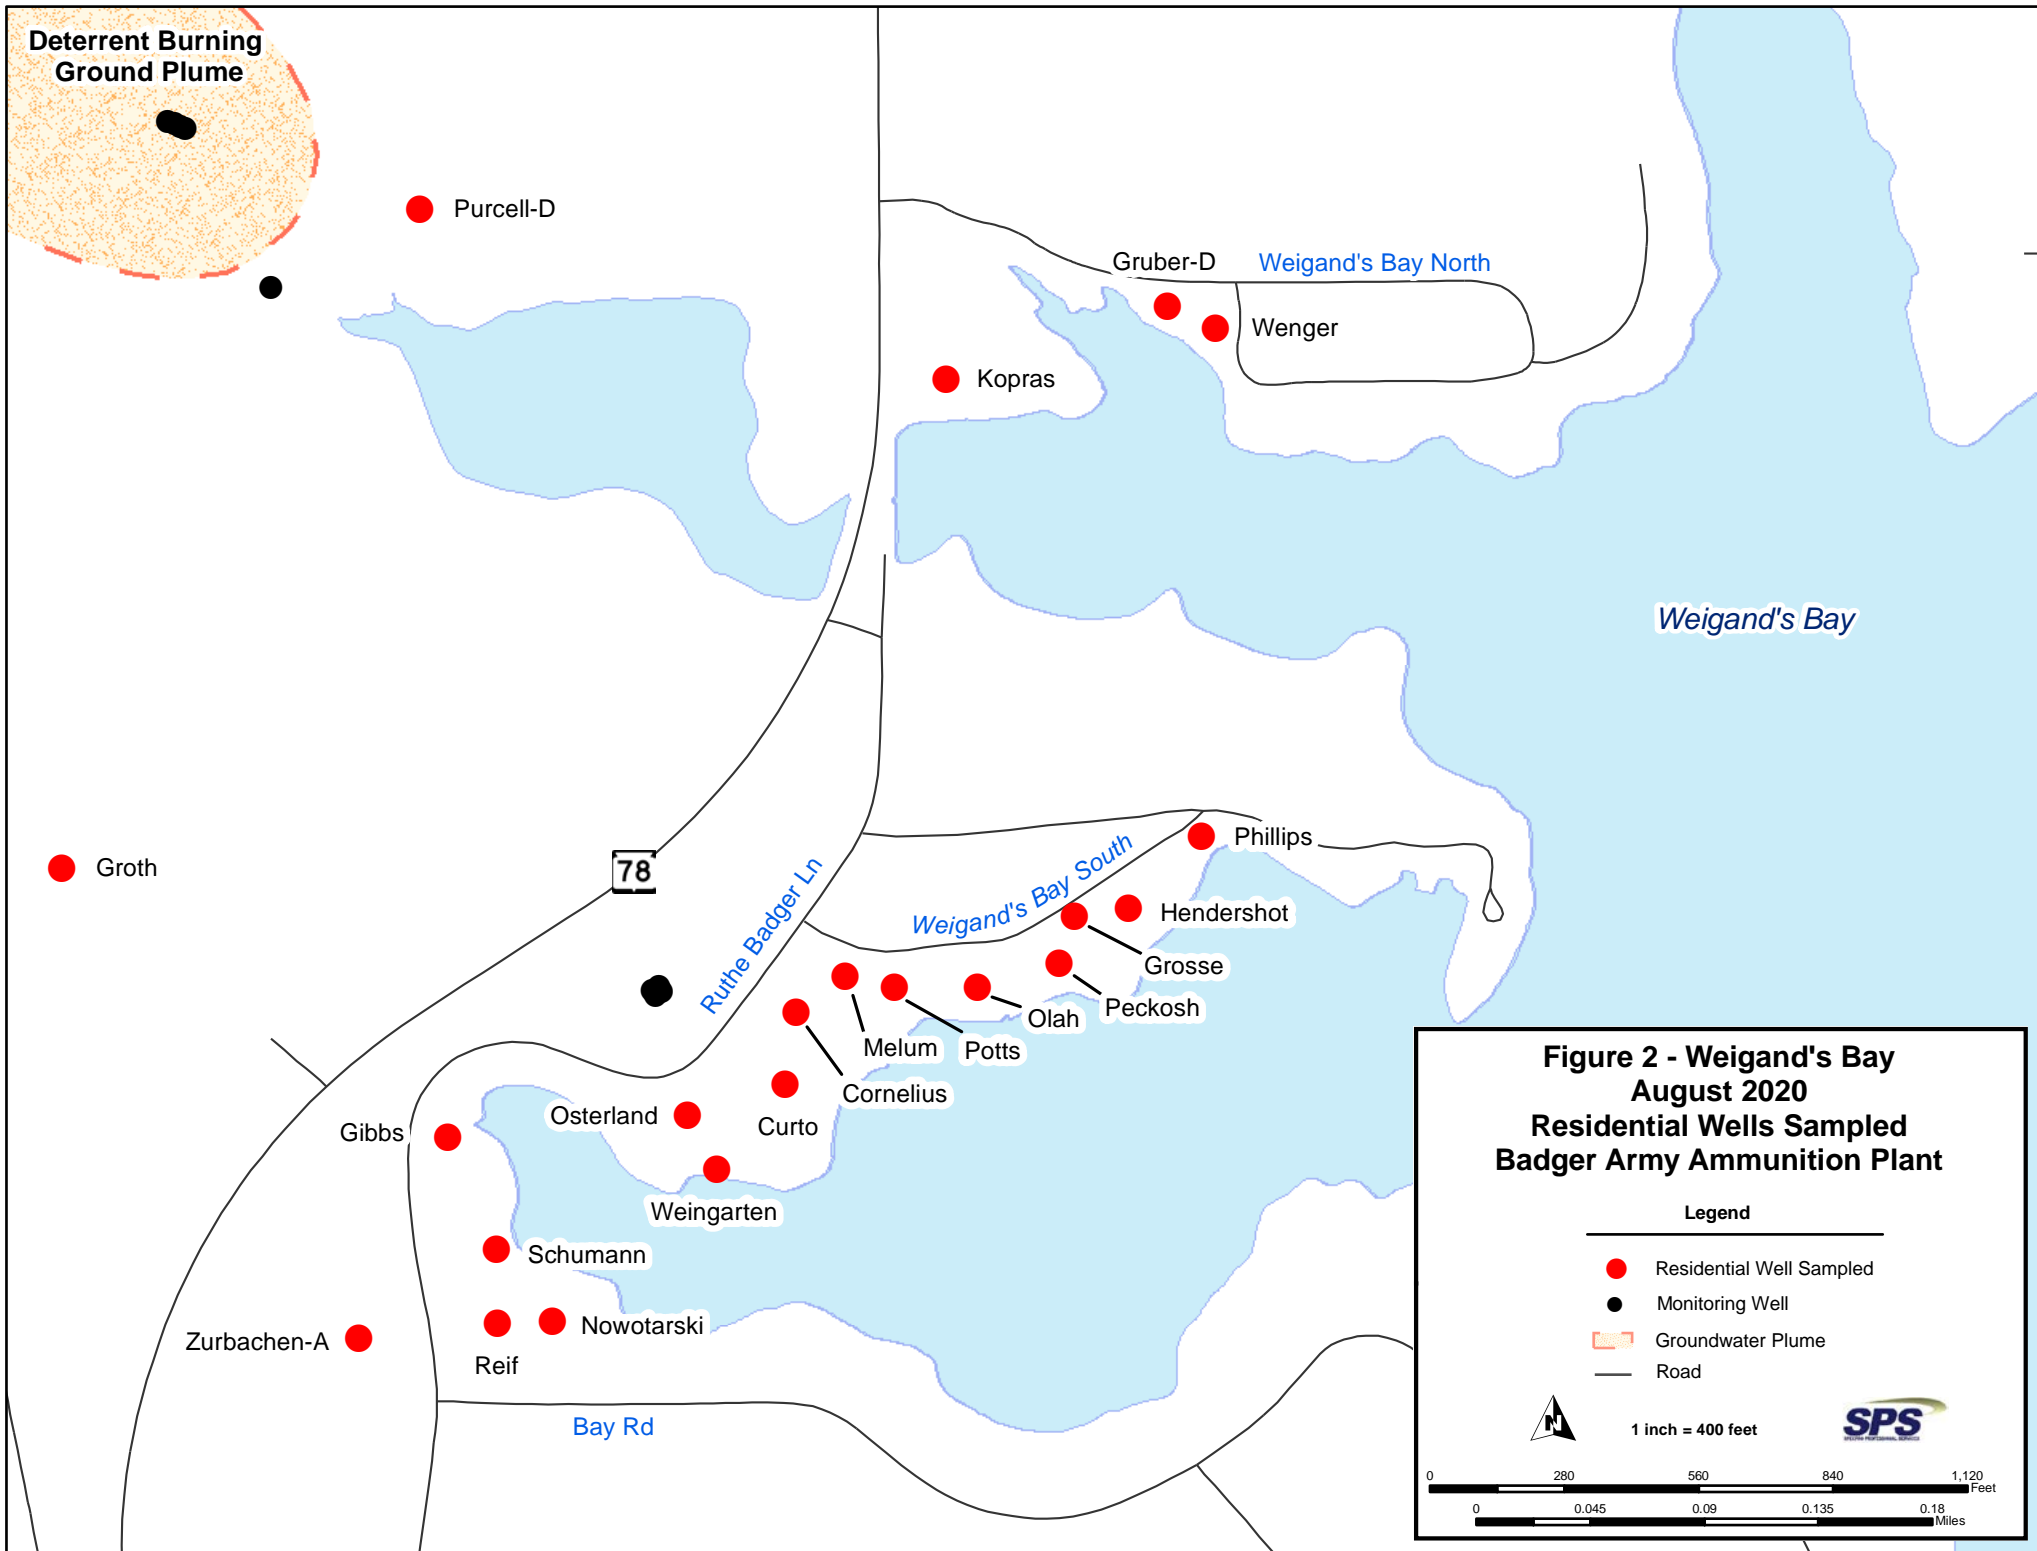 Deterrent Burning
Ground Plume
Purcell-D
Gruber-D
Weigand's Bay North
Wenger
Kopras
Weigand's Bay
Groth
78
Ruthe Badger Ln
Weigand's Bay South
Phillips
Hendershot
Grosse
Peckosh
Olah
Potts
Melum
Cornelius
Curto
Osterland
Gibbs
Weingarten
Schumann
Nowotarski
Zurbachen-A
Reif
Bay Rd
Figure 2 - Weigand's Bay
August 2020
Residential Wells Sampled
Badger Army Ammunition Plant
Legend
Residential Well Sampled
Monitoring Well
Groundwater Plume
Road
N
1 inch = 400 feet
SPS
0 280 560 840 1,120
Feet
0 0.045 0.09 0.135 0.18
Miles